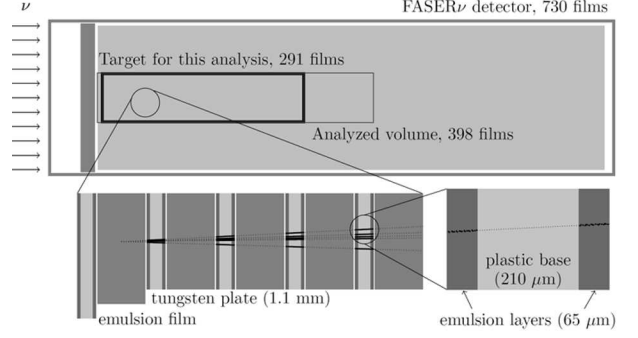 ν
FASERν detector, 730 films
Target for this analysis, 291 films
Analyzed volume, 398 films
plastic base
(210 μm)
tungsten plate (1.1 mm)
emulsion film
emulsion layers (65 μm)